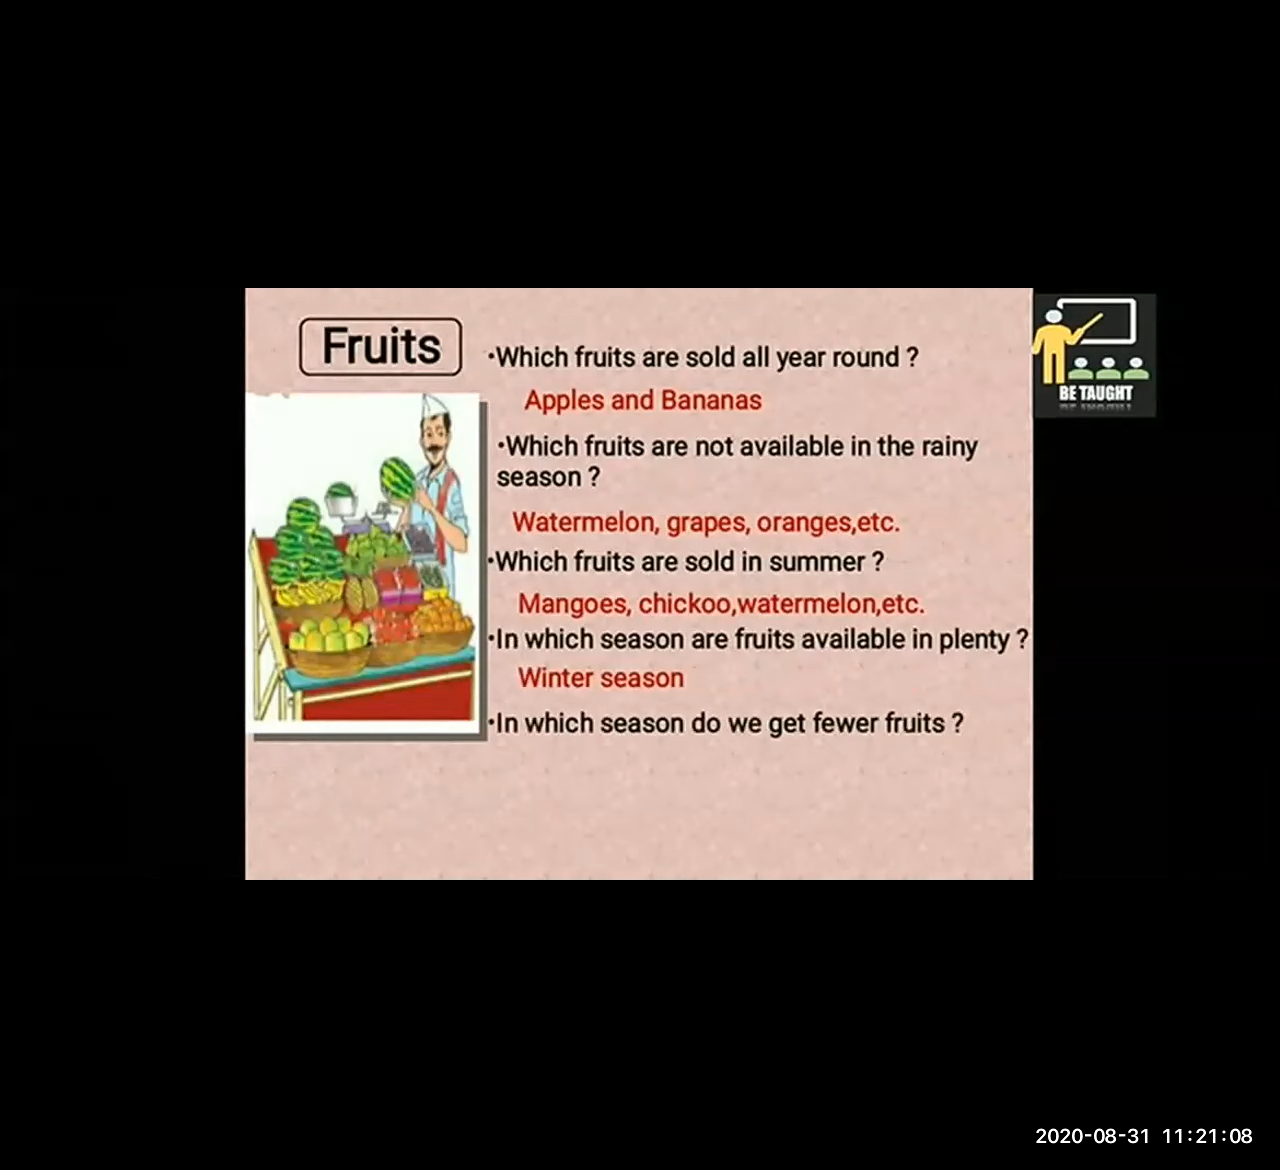 Fruits
•Which fruits are sold all year round ?
Apples and Bananas
•Which fruits are not available in the rainy
season ?
Watermelon, grapes, oranges,etc.
•Which fruits are sold in summer ?
Mangoes, chickoo,watermelon,etc.
•In which season are fruits available in plenty ?
Winter season
•In which season do we get fewer fruits ?
BE TAUGHT
2020-08-31 11:21:08